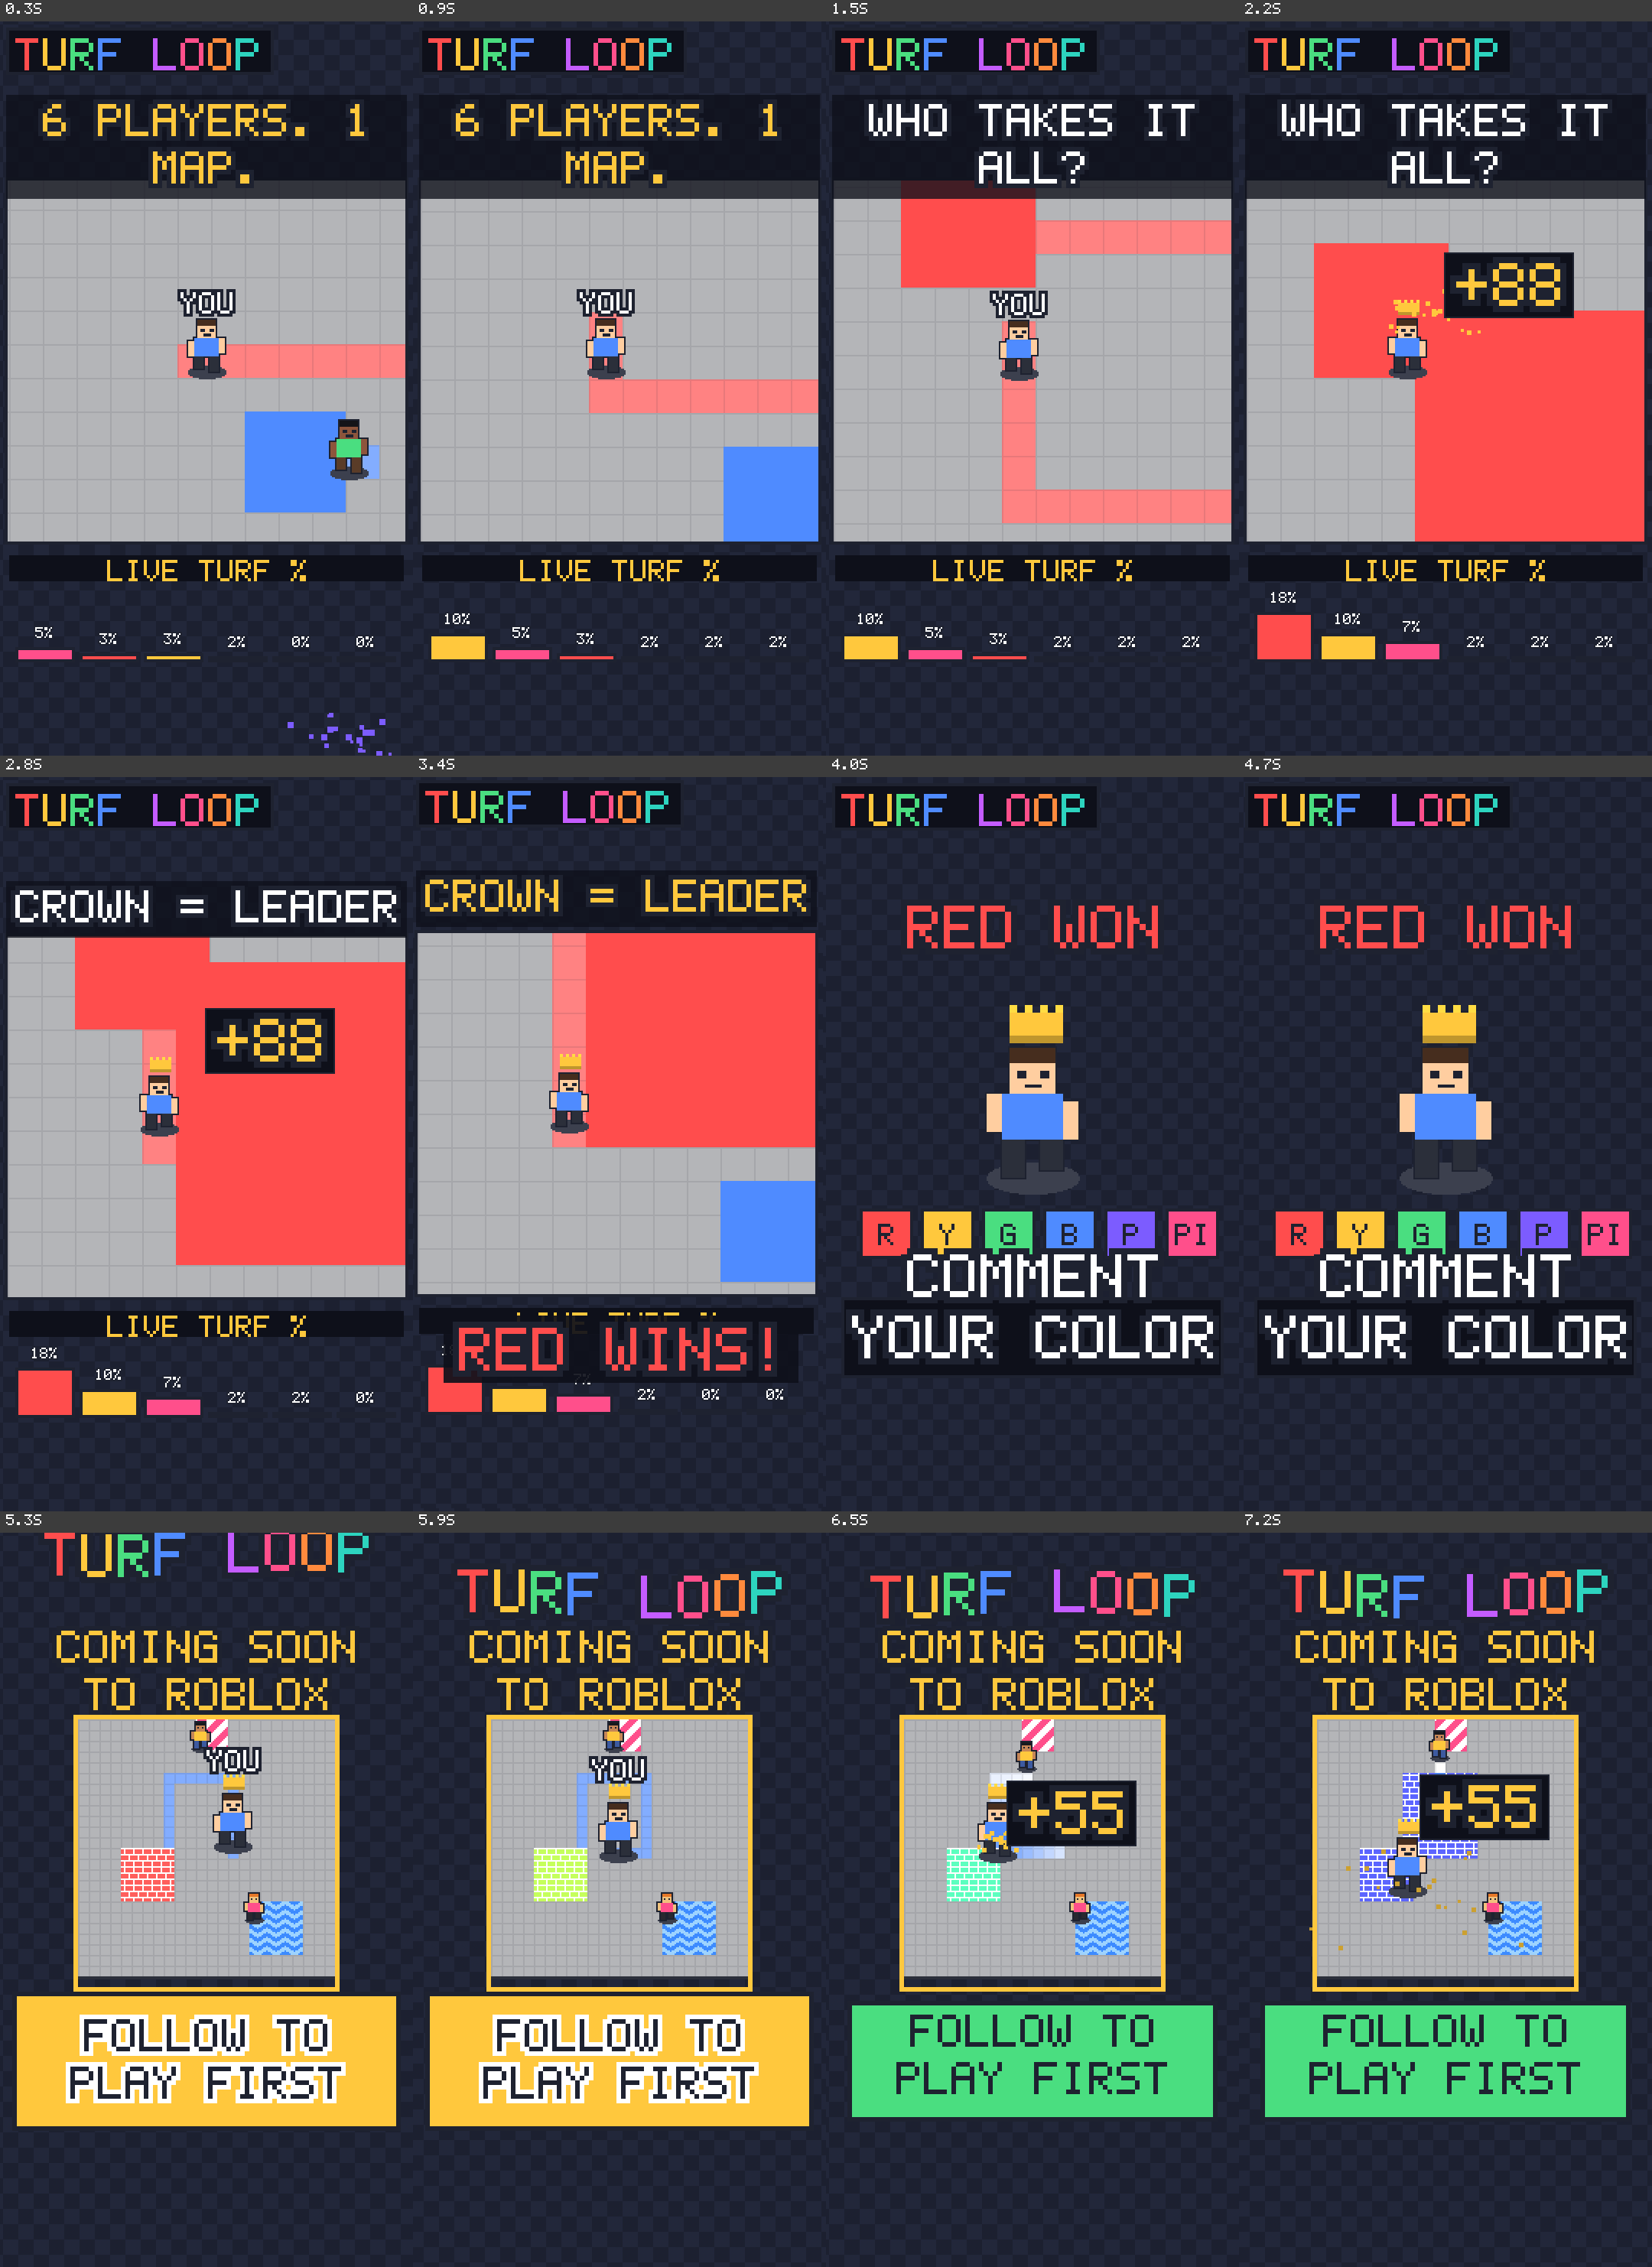 0.3S
TURF LOOP
6 PLAYERS. 1
MAP.
YOU
LIVE TURF %
5% 3% 3% 2% 0% 0%
0.9S
TURF LOOP
6 PLAYERS. 1
MAP.
YOU
LIVE TURF %
10% 5% 3% 2% 2% 2%
1.5S
TURF LOOP
WHO TAKES IT
ALL?
YOU
LIVE TURF %
10% 5% 3% 2% 2% 2%
2.2S
TURF LOOP
WHO TAKES IT
ALL?
+88
LIVE TURF %
18% 10% 7% 2% 2% 2%
2.8S
TURF LOOP
CROWN = LEADER
+88
LIVE TURF %
18% 10% 7% 2% 2% 0%
3.4S
TURF LOOP
CROWN = LEADER
RED WINS!
2% 0% 0%
4.0S
TURF LOOP
RED WON
R Y G B P PI
COMMENT
YOUR COLOR
4.7S
TURF LOOP
RED WON
R Y G B P PI
COMMENT
YOUR COLOR
5.3S
TURF LOOP
COMING SOON
TO ROBLOX
YOU
FOLLOW TO
PLAY FIRST
5.9S
TURF LOOP
COMING SOON
TO ROBLOX
YOU
FOLLOW TO
PLAY FIRST
6.5S
TURF LOOP
COMING SOON
TO ROBLOX
+55
FOLLOW TO
PLAY FIRST
7.2S
TURF LOOP
COMING SOON
TO ROBLOX
+55
FOLLOW TO
PLAY FIRST